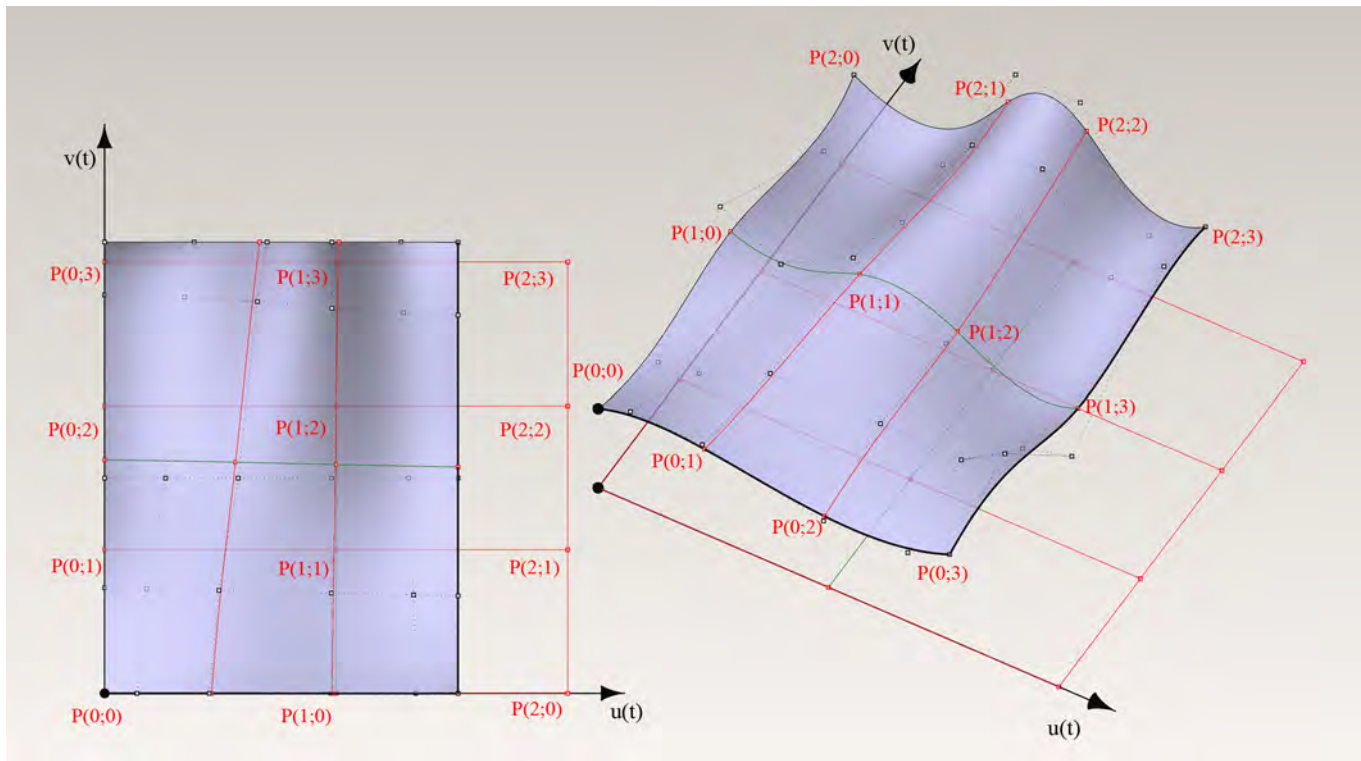 v(t)
P(0;3)
P(1;3)
P(2;3)
P(0;2)
P(1;2)
P(2;2)
P(0;1)
P(1;1)
P(2;1)
P(0;0)
P(1;0)
P(2;0)
u(t)
v(t)
P(2;0)
P(2;1)
P(2;2)
P(1;0)
P(2;3)
P(1;1)
P(1;2)
P(0;0)
P(1;3)
P(0;1)
P(0;2)
P(0;3)
u(t)